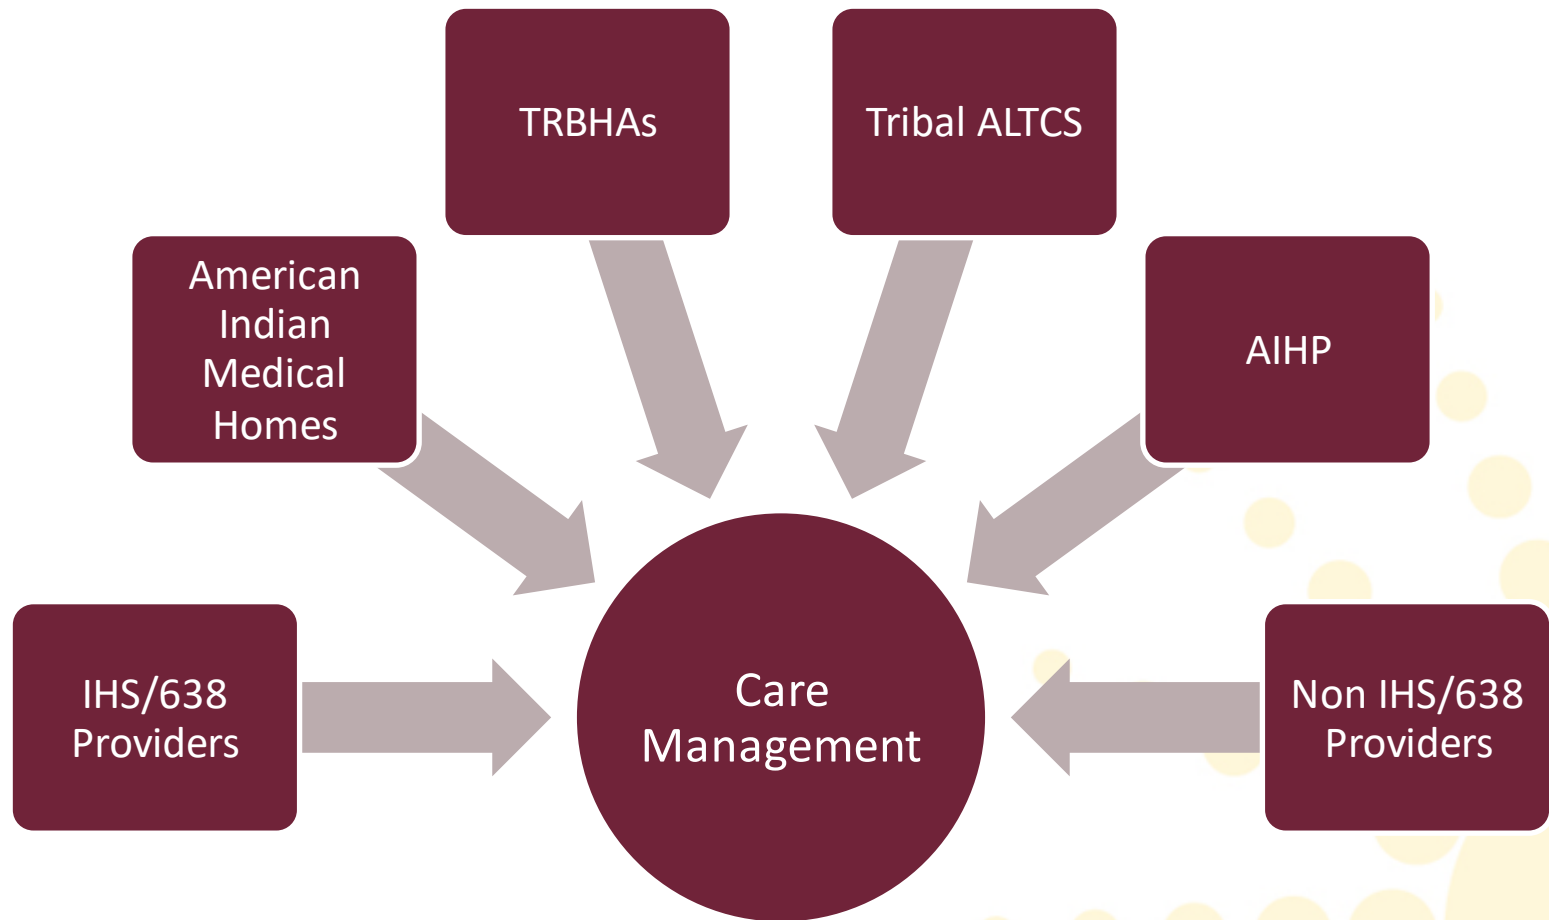 TRBHAs
Tribal ALTCS
American
Indian
Medical
Homes
AIHP
IHS/638
Providers
Care
Management
Non IHS/638
Providers